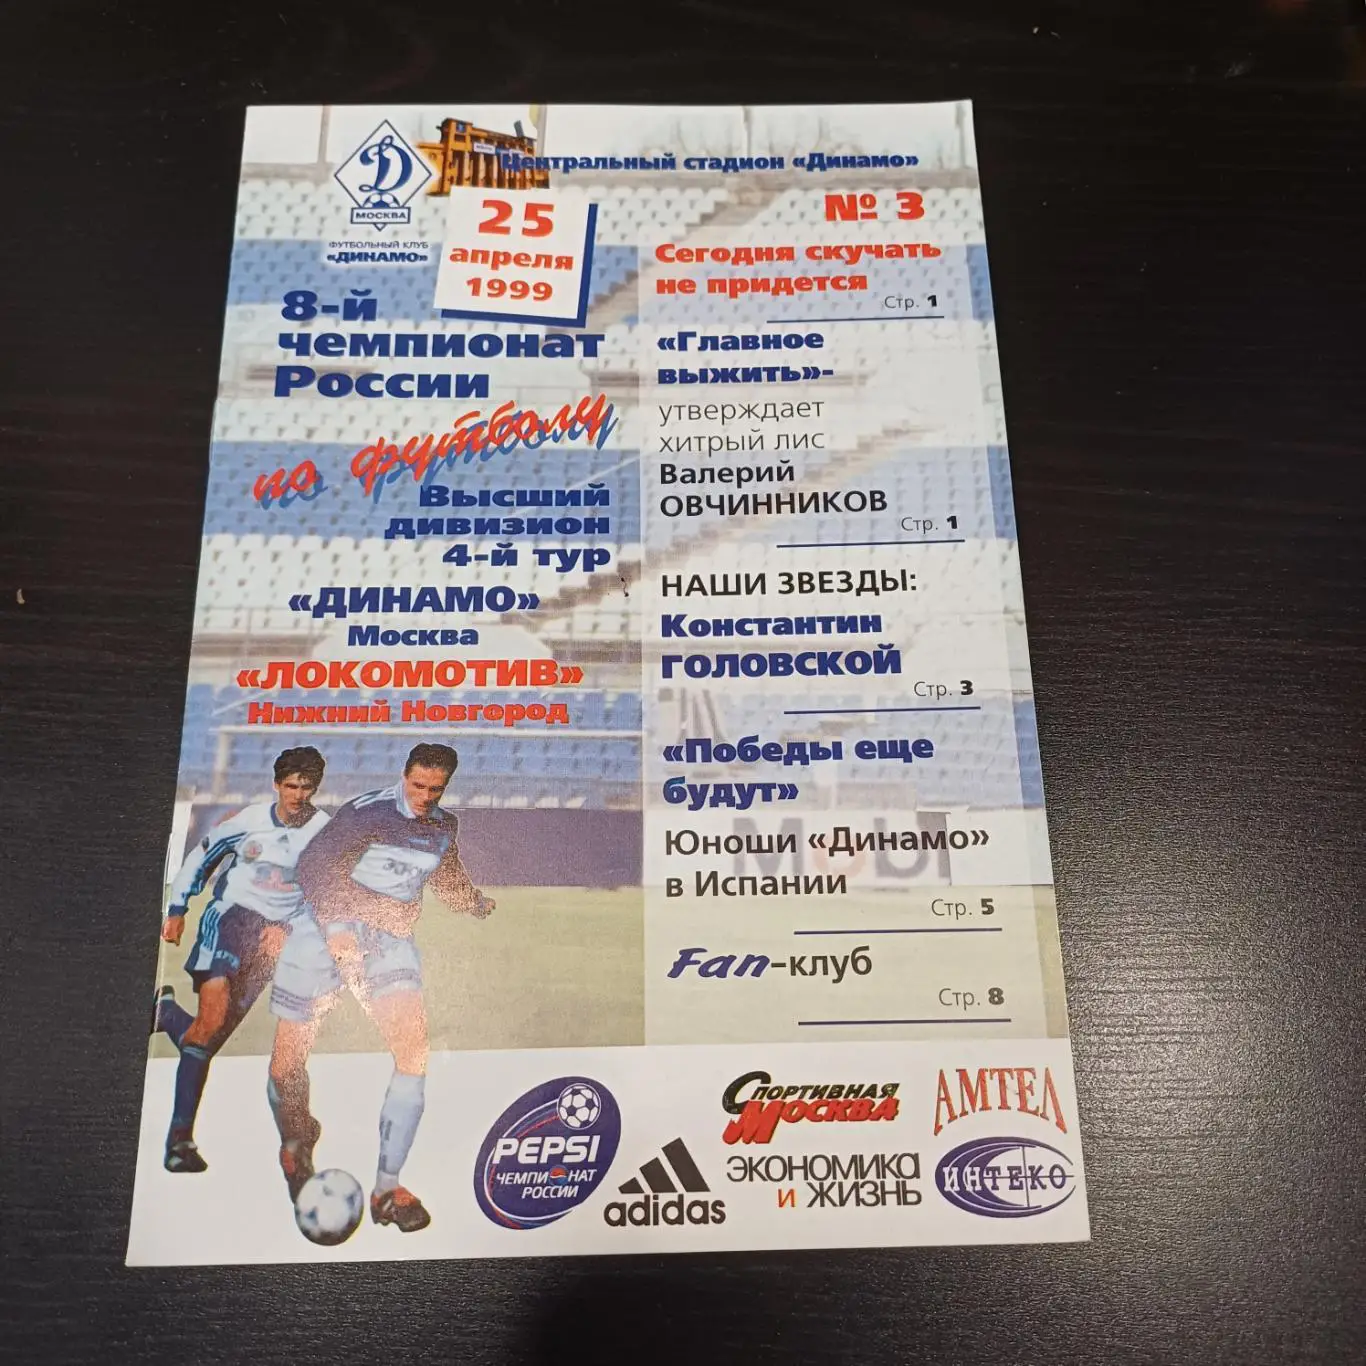 Центральный стадион «Динамо»
Д
МОСКВА
ФУТБОЛЬНЫЙ КЛУБ
«ДИНАМО»
25
апреля
1999
8-й
чемпионат
России
по футболу
Высший
дивизион
4-й тур
«ДИНАМО»
Москва
«ЛОКОМОТИВ»
Нижний Новгород
№ 3
Сегодня скучать
не придется
Стр. 1
«Главное
выжить»-
утверждает
хитрый лис
Валерий
ОВЧИННИКОВ
Стр. 1
НАШИ ЗВЕЗДЫ:
Константин
ГОЛОВСКОЙ
Стр. 3
«Победы еще
будут»
Юноши «Динамо»
в Испании
Стр. 5
Fan-клуб
Стр. 8
PEPSI
ЧЕМПИОНАТ
РОССИИ
adidas
СПОРТИВНАЯ
МОСКВА
ЭКОНОМИКА
И ЖИЗНЬ
АМТЕЛ
ИНТЕКО